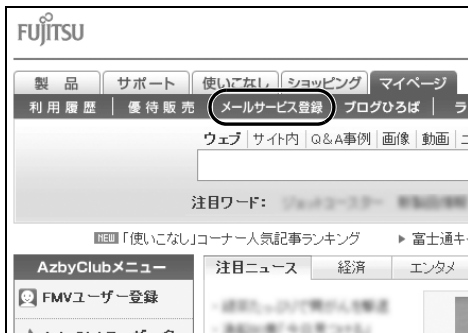 FUJITSU
製 品 サポート 使いこなし ショッピング マイページ
利用履歴 優待販売 メールサービス登録 ブログひろば ラ
ウェブ サイト内 Q&A事例 画像 動画
注目ワード:
NEW 「使いこなし」コーナー人気記事ランキング ▶ 富士通キ
AzbyClubメニュー 注目ニュース 経済 エンタメ
FMVユーザー登録